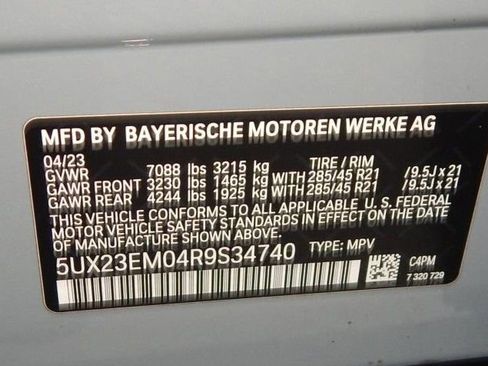 MFD BY BAYERISCHE MOTOREN WERKE AG
04/23
GVWR 7088 lbs 3215 kg TIRE / RIM
GAWR FRONT 3230 lbs 1465 kg WITH 285/45 R21 / 9.5J x 21
GAWR REAR 4244 lbs 1925 kg WITH 285/45 R21 / 9.5J x 21
THIS VEHICLE CONFORMS TO ALL APPLICABLE U. S. FEDERAL
MOTOR VEHICLE SAFETY STANDARDS IN EFFECT ON THE DATE
OF MANUFACTURE SHOWN ABOVE.
5UX23EM04R9S34740 TYPE: MPV
C4PM
7 320 729